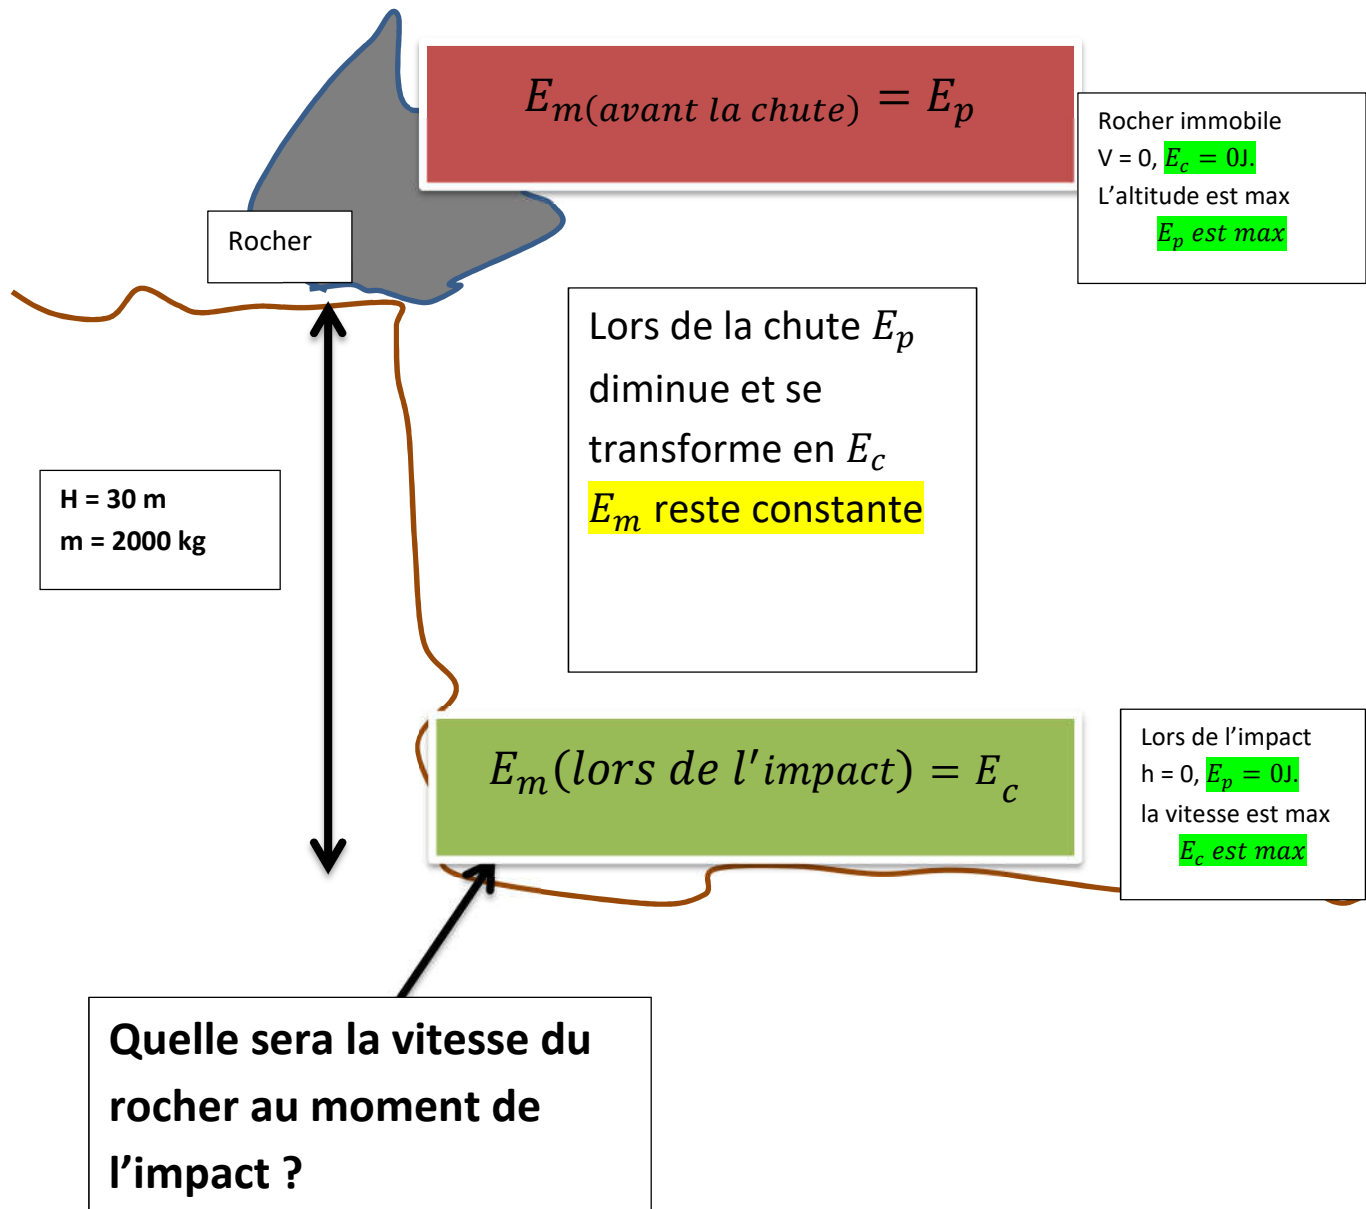 E_m(avant la chute) = E_p
Rocher immobile
V = 0, E_c = 0J.
L'altitude est max
E_p est max
Rocher
Lors de la chute E_p
diminue et se
transforme en E_c
E_m reste constante
H = 30 m
m = 2000 kg
E_m(lors de l'impact) = E_c
Lors de l'impact
h = 0, E_p = 0J.
la vitesse est max
E_c est max
Quelle sera la vitesse du
rocher au moment de
l'impact ?